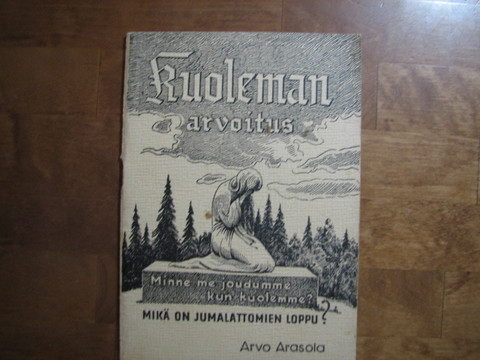 Kuoleman
arvoitus
Minne me joudumme
kun kuolemme?
MIKÄ ON JUMALATTOMIEN LOPPU?
Arvo Arasola